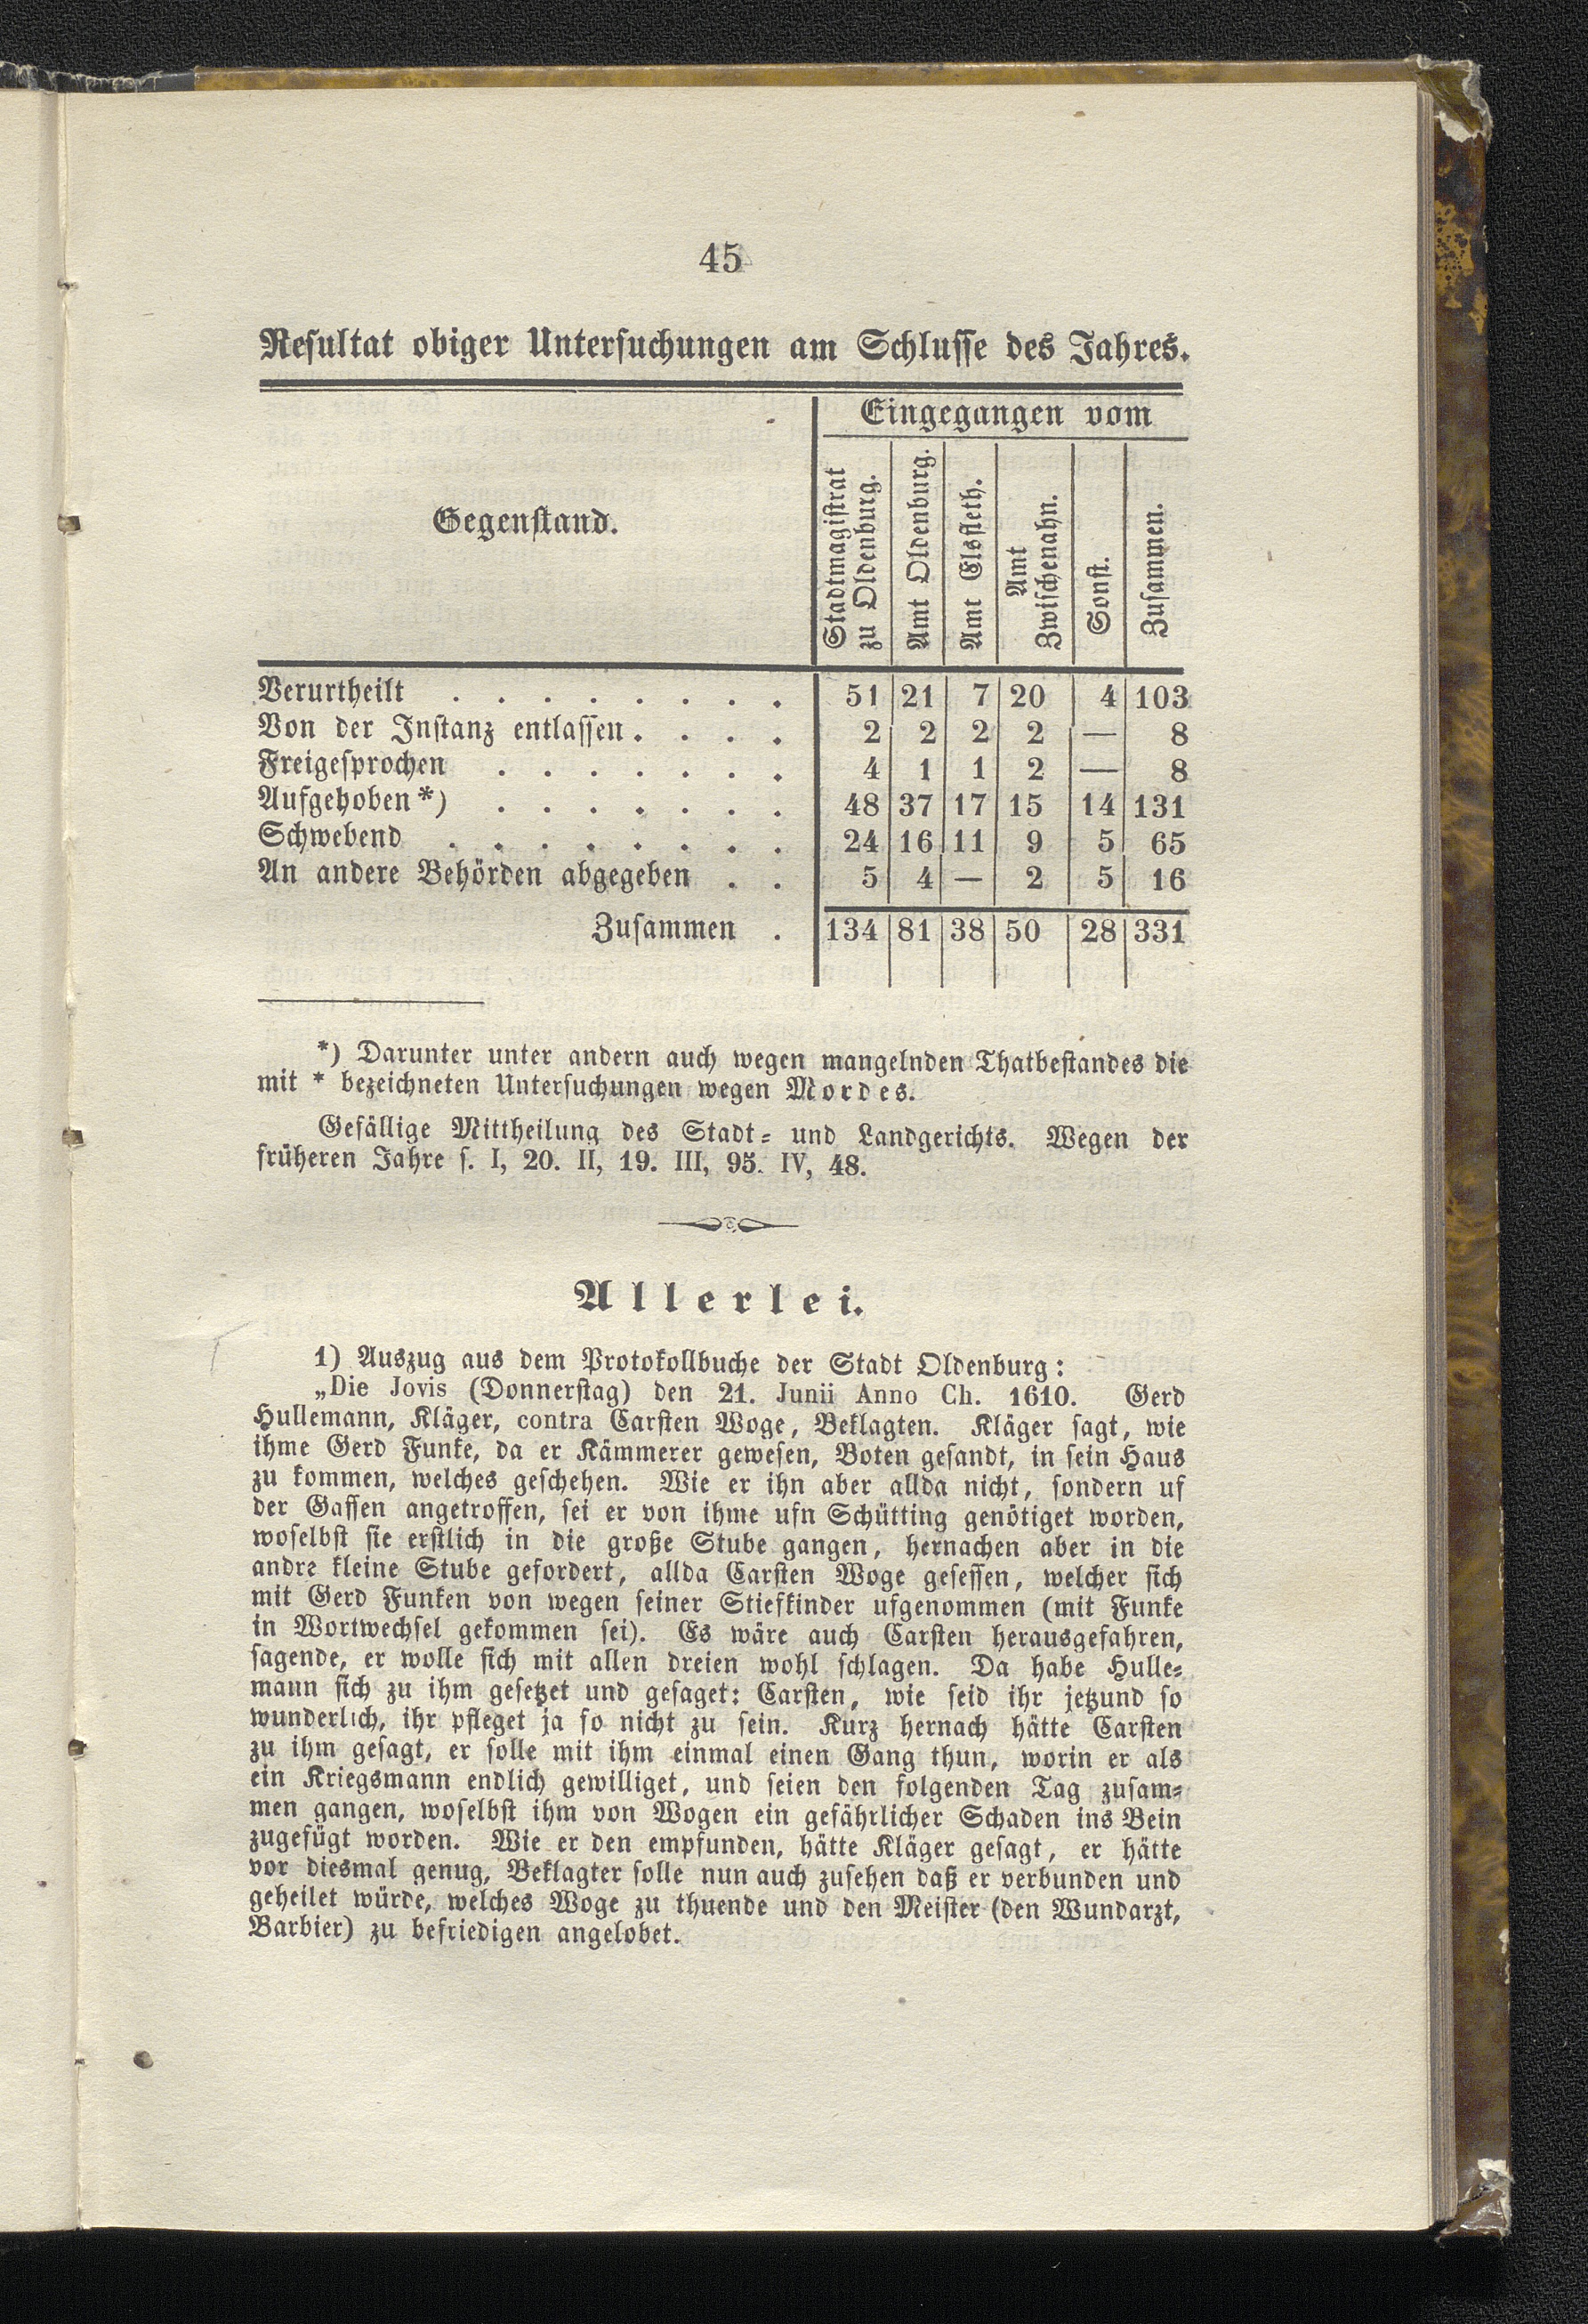 45
Resultat obiger Untersuchungen am Schlusse des Jahres.
Gegenstand.
Eingegangen vom
Stadtmagistrat
zu Oldenburg.
Amt Oldenburg.
Amt Elsfleth.
Amt
Zwischenahn.
Sonst.
Zusammen.
Verurtheilt . . . . . . . . 51 21 7 20 4 103
Von der Instanz entlassen . . . . 2 2 2 2 — 8
Freigesprochen . . . . . . . 4 1 1 2 — 8
Aufgehoben *) . . . . . . . 48 37 17 15 14 131
Schwebend . . . . . . . . 24 16 11 9 5 65
An andere Behörden abgegeben . . 5 4 — 2 5 16
Zusammen . 134 81 38 50 28 331
*) Darunter unter andern auch wegen mangelnden Thatbestandes die
mit * bezeichneten Untersuchungen wegen Mordes.
Gefällige Mittheilung des Stadt- und Landgerichts. Wegen der
früheren Jahre s. I, 20. II, 19. III, 95. IV, 48.
Allerlei.
1) Auszug aus dem Protokollbuche der Stadt Oldenburg:
„Die Jovis (Donnerstag) den 21. Junii Anno Ch. 1610. Gerd
Hullemann, Kläger, contra Carsten Woge, Beklagten. Kläger sagt, wie
ihme Gerd Funke, da er Kämmerer gewesen, Boten gesandt, in sein Haus
zu kommen, welches geschehen. Wie er ihn aber allda nicht, sondern uf
der Gassen angetroffen, sei er von ihme ufn Schütting genötiget worden,
woselbst sie erstlich in die große Stube gangen, hernachen aber in die
andre kleine Stube gefordert, allda Carsten Woge gesessen, welcher sich
mit Gerd Funken von wegen seiner Stiefkinder ufgenommen (mit Funke
in Wortwechsel gekommen sei). Es wäre auch Carsten herausgefahren,
sagende, er wolle sich mit allen dreien wohl schlagen. Da habe Hulle-
mann sich zu ihm gesetzet und gesaget: Carsten, wie seid ihr jetzund so
wunderlich, ihr pfleget ja so nicht zu sein. Kurz hernach hätte Carsten
zu ihm gesagt, er solle mit ihm einmal einen Gang thun, worin er als
ein Kriegsmann endlich gewilliget, und seien den folgenden Tag zusam-
men gangen, woselbst ihm von Wogen ein gefährlicher Schaden ins Bein
zugefügt worden. Wie er den empfunden, hätte Kläger gesagt, er hätte
vor diesmal genug, Beklagter solle nun auch zusehen daß er verbunden und
geheilet würde, welches Woge zu thuende und den Meister (den Wundarzt,
Barbier) zu befriedigen angelobet.